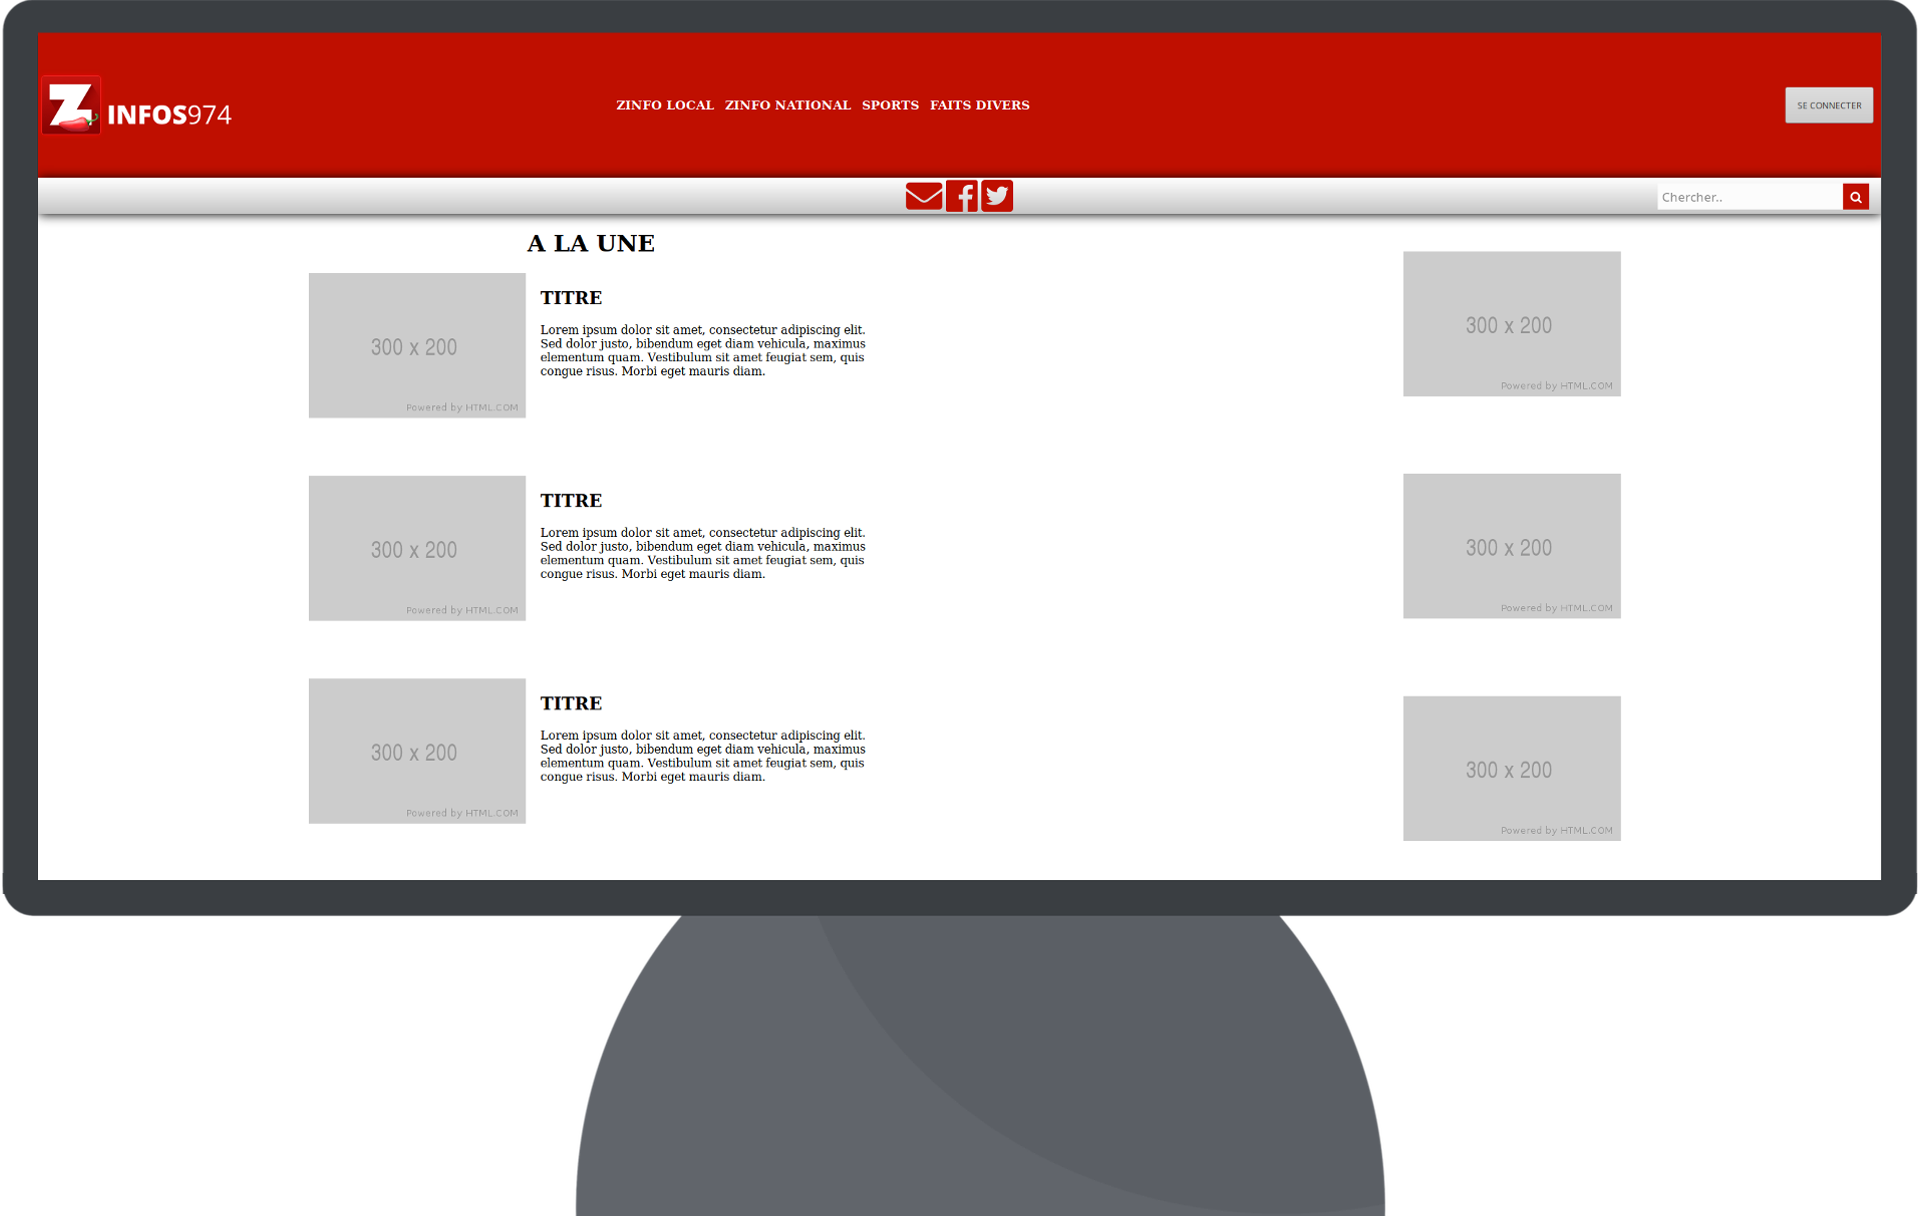 Z INFOS974
ZINFO LOCAL ZINFO NATIONAL SPORTS FAITS DIVERS
SE CONNECTER
Chercher..
A LA UNE
300 x 200
Powered by HTML.COM
TITRE
Lorem ipsum dolor sit amet, consectetur adipiscing elit.
Sed dolor justo, bibendum eget diam vehicula, maximus
elementum quam. Vestibulum sit amet feugiat sem, quis
congue risus. Morbi eget mauris diam.
300 x 200
Powered by HTML.COM
TITRE
Lorem ipsum dolor sit amet, consectetur adipiscing elit.
Sed dolor justo, bibendum eget diam vehicula, maximus
elementum quam. Vestibulum sit amet feugiat sem, quis
congue risus. Morbi eget mauris diam.
300 x 200
Powered by HTML.COM
TITRE
Lorem ipsum dolor sit amet, consectetur adipiscing elit.
Sed dolor justo, bibendum eget diam vehicula, maximus
elementum quam. Vestibulum sit amet feugiat sem, quis
congue risus. Morbi eget mauris diam.
300 x 200
Powered by HTML.COM
300 x 200
Powered by HTML.COM
300 x 200
Powered by HTML.COM